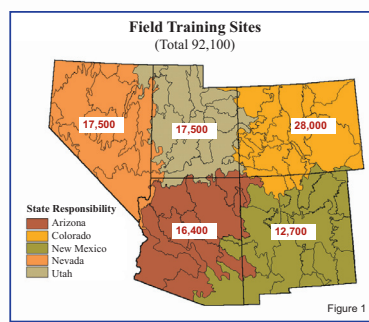 Field Training Sites
(Total 92,100)
17,500
17,500
28,000
State Responsibility
Arizona
Colorado
New Mexico
Nevada
Utah
16,400
12,700
Figure 1